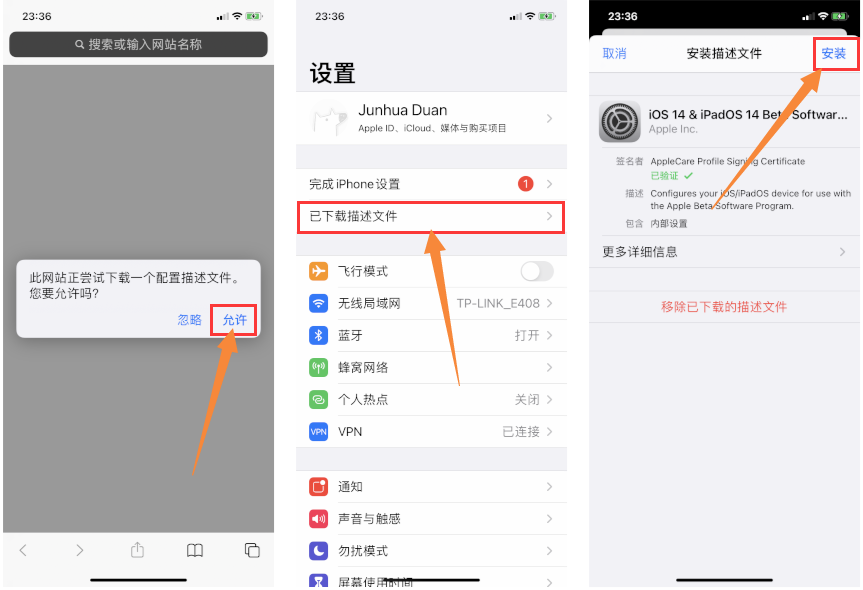 23:36
搜索或输入网站名称
此网站正尝试下载一个配置描述文件。
您要允许吗?
忽略
允许
23:36
设置
Junhua Duan
Apple ID、iCloud、媒体与购买项目
完成 iPhone 设置
1
已下载描述文件
飞行模式
无线局域网
TP-LINK_E408
蓝牙
打开
蜂窝网络
个人热点
关闭
VPN
VPN
已连接
通知
声音与触感
勿扰模式
屏幕使用时间
23:36
取消
安装描述文件
安装
iOS 14 & iPadOS 14 Beta Softwar...
Apple Inc.
签名者 AppleCare Profile Signing Certificate
已验证
描述 Configures your iOS/iPadOS device for use with
the Apple Beta Software Program.
包含 内部设置
更多详细信息
移除已下载的描述文件